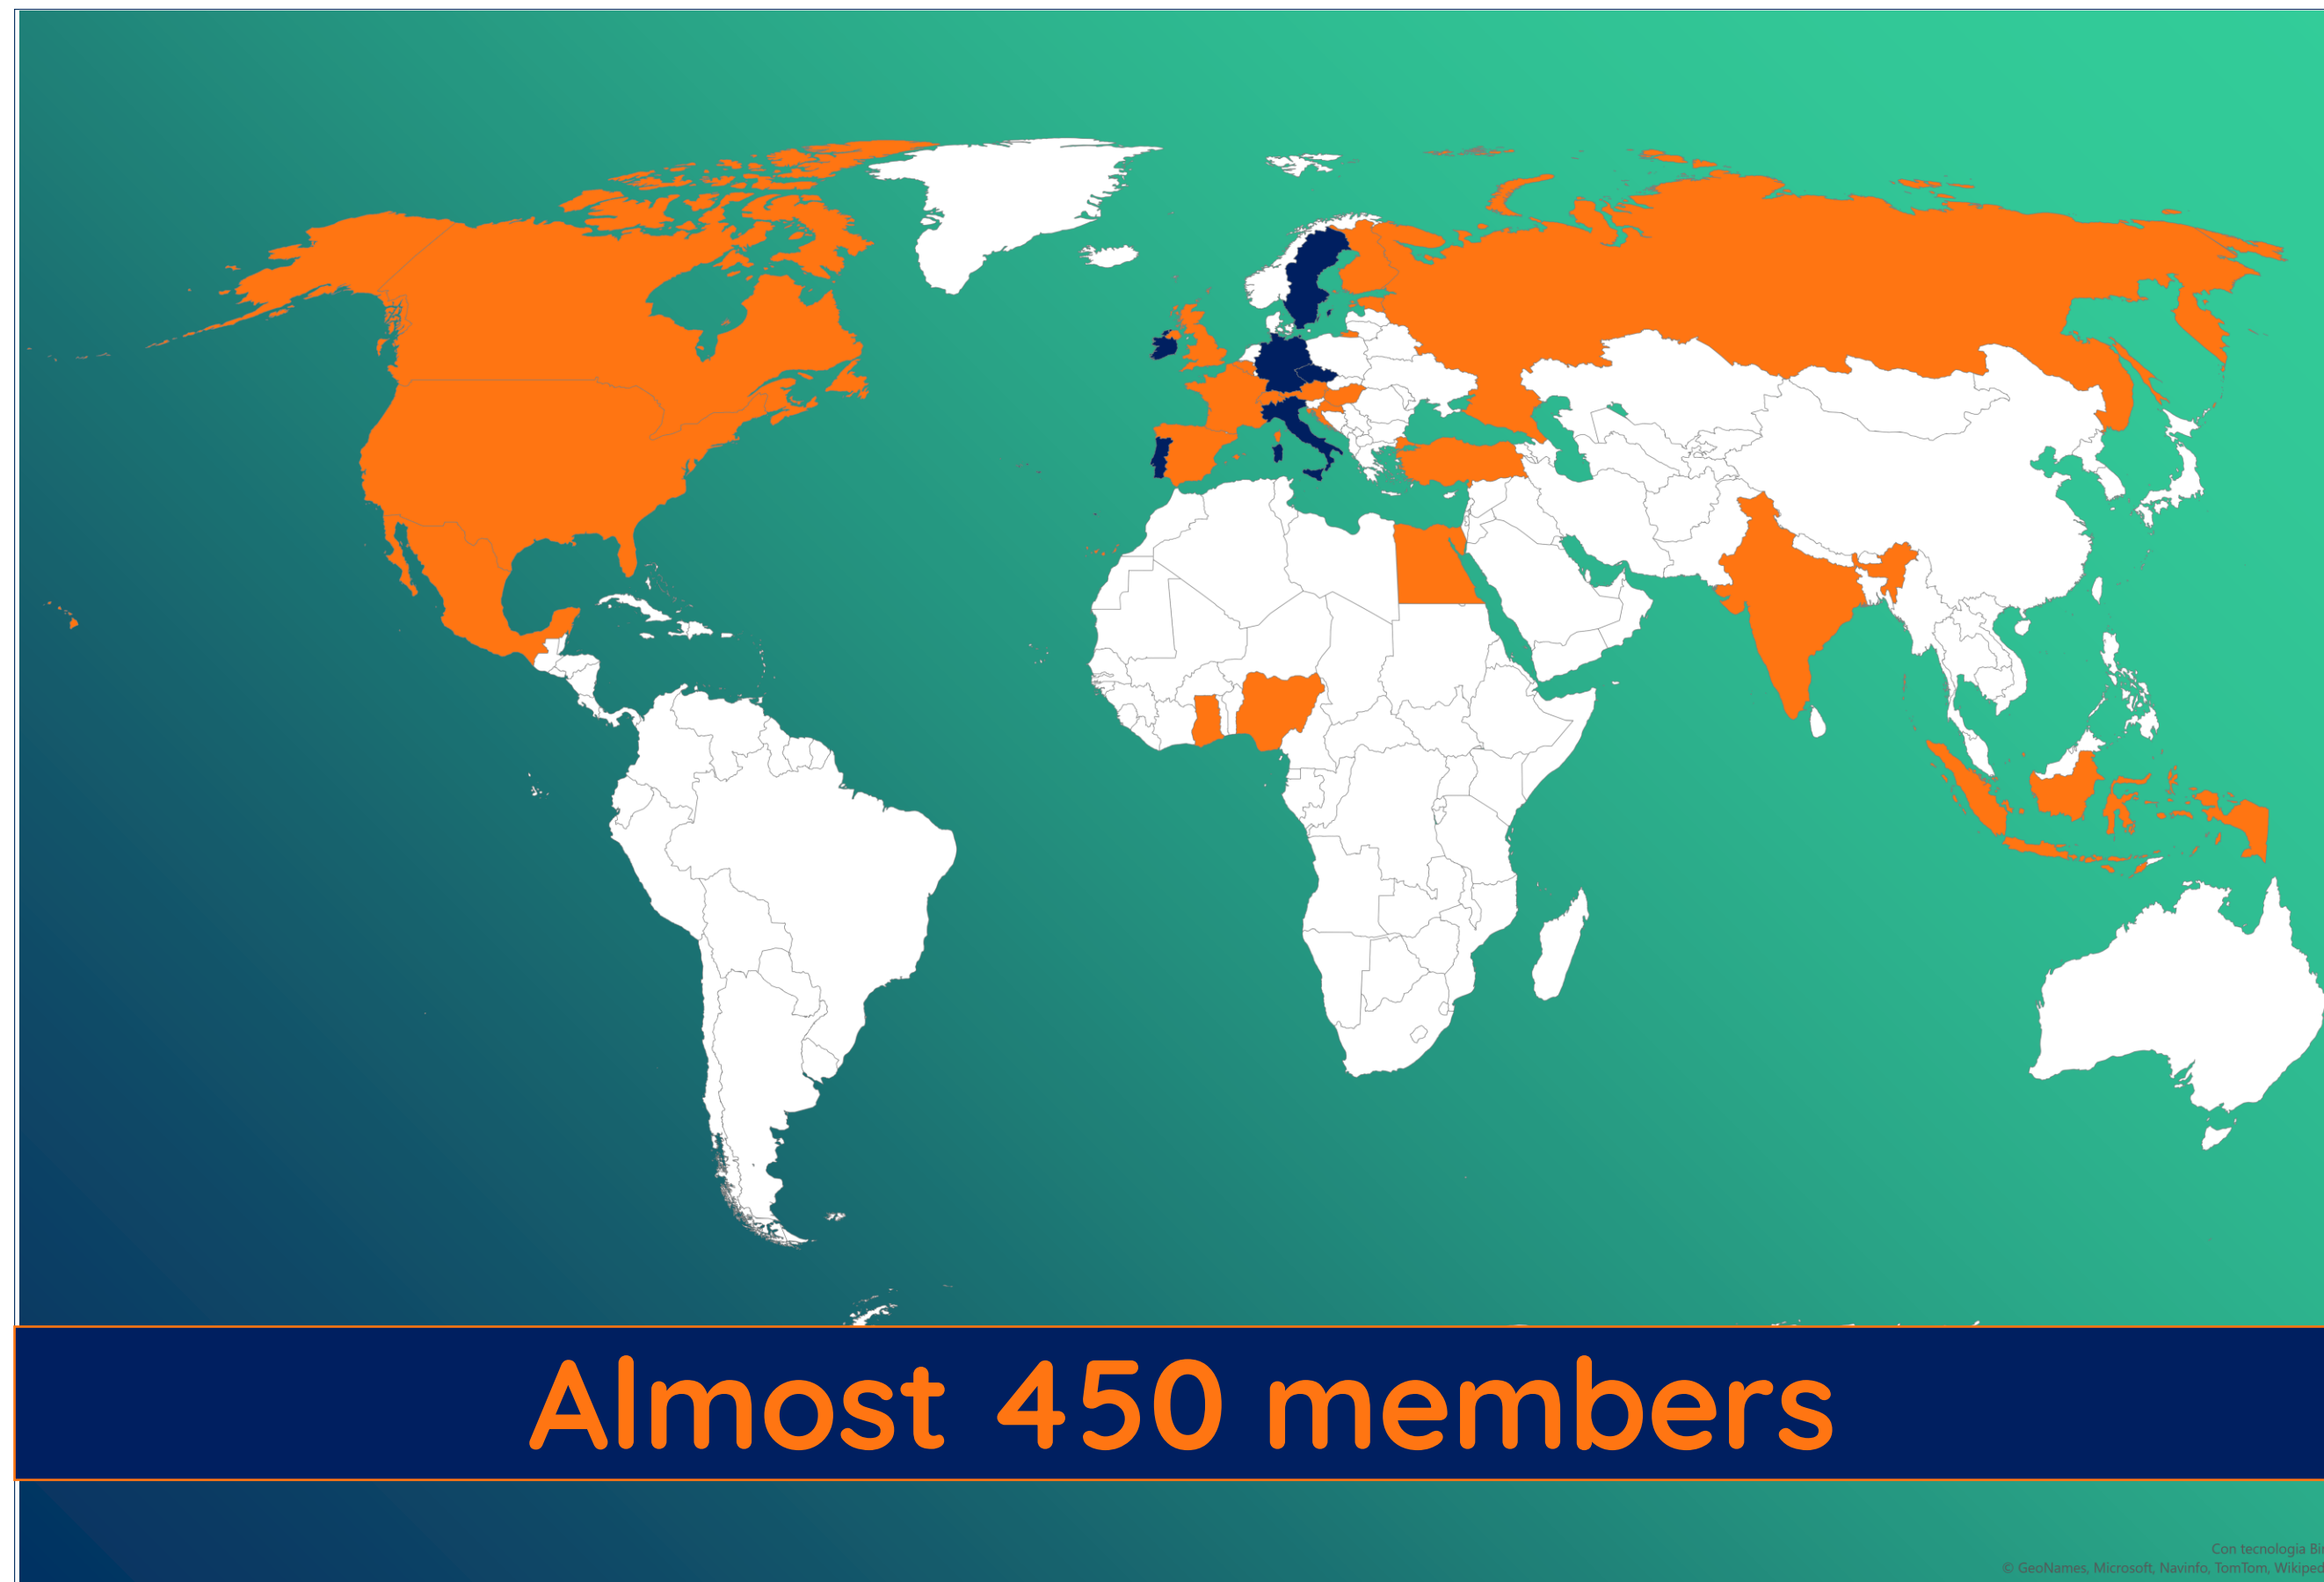 Almost 450 members
Con tecnologia
© GeoNames, Microsoft, Navinfo, TomTom,